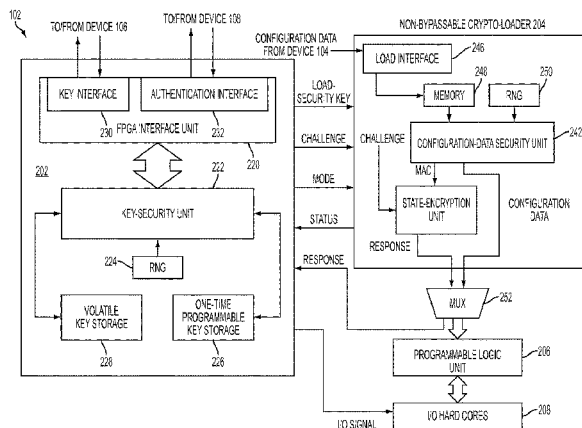 102
TO/FROM DEVICE 106
TO/FROM DEVICE 108
KEY INTERFACE
230
AUTHENTICATION INTERFACE
232
FPGA INTERFACE UNIT
220
202
222
KEY-SECURITY UNIT
224
RNG
VOLATILE
KEY STORAGE
228
ONE-TIME
PROGRAMMABLE
KEY STORAGE
226
CONFIGURATION DATA
FROM DEVICE 104
LOAD-
SECURITY KEY
CHALLENGE
MODE
STATUS
RESPONSE
I/O SIGNAL
NON-BYPASSABLE CRYPTO-LOADER 204
LOAD INTERFACE
246
248
250
MEMORY
RNG
CONFIGURATION-DATA SECURITY UNIT
242
CHALLENGE
MAC
STATE-ENCRYPTION
UNIT
CONFIGURATION
DATA
RESPONSE
MUX
252
PROGRAMMABLE LOGIC
UNIT
206
I/O HARD CORES
208